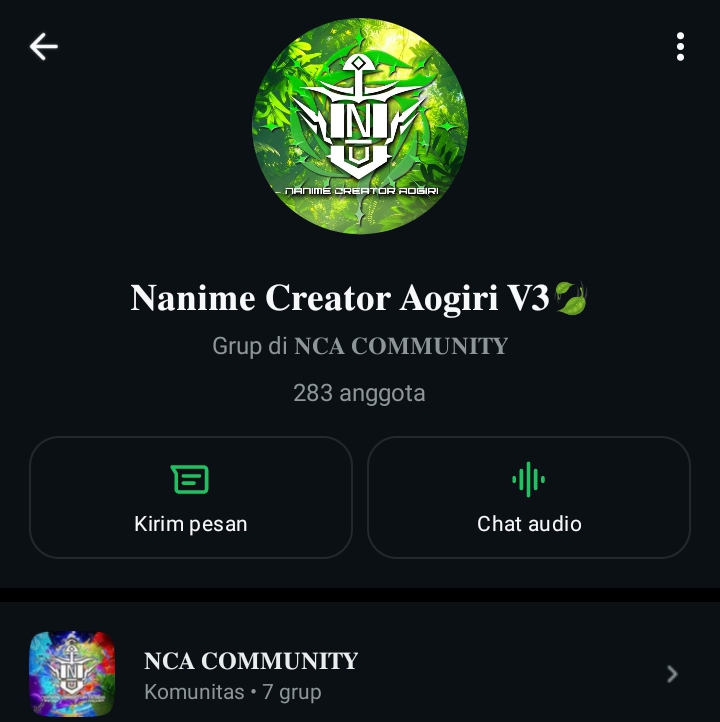 N
U
NANIME CREATOR AOGIRI
Nanime Creator Aogiri V3🍃
Grup di NCA COMMUNITY
283 anggota
Kirim pesan
Chat audio
NCA COMMUNITY
Komunitas • 7 grup